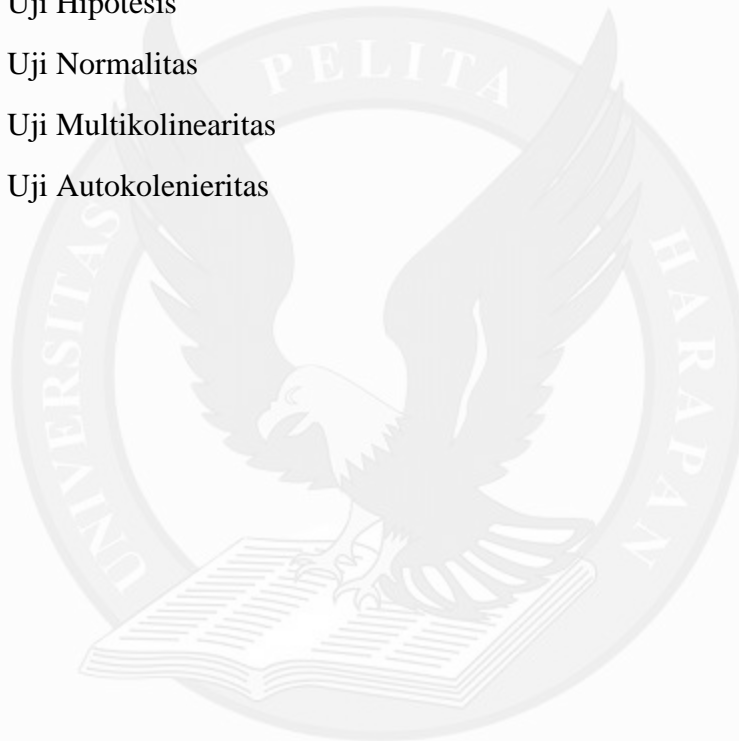 Uji Hipotesis
Uji Normalitas
Uji Multikolinearitas
Uji Autokolenieritas
UNIVERSITAS PELITA HARAPAN